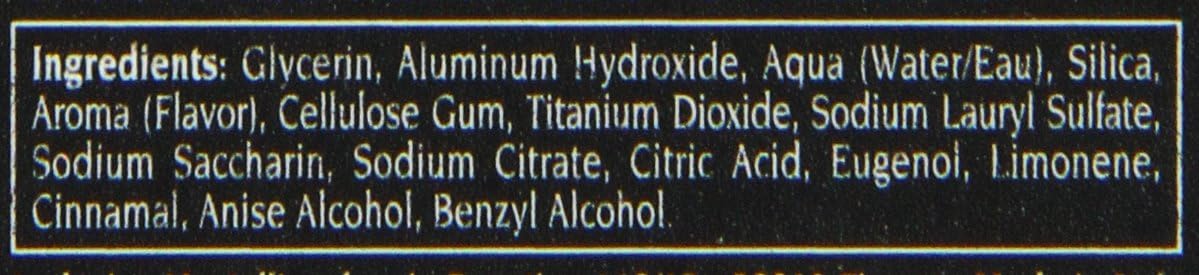 Ingredients: Glycerin, Aluminum Hydroxide, Aqua (Water/Eau), Silica,
Aroma (Flavor), Cellulose Gum, Titanium Dioxide, Sodium Lauryl Sulfate,
Sodium Saccharin, Sodium Citrate, Citric Acid, Eugenol, Limonene,
Cinnamal, Anise Alcohol, Benzyl Alcohol.